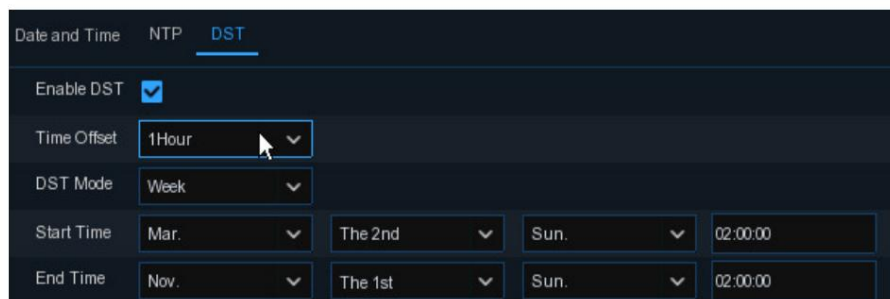 Date and Time NTP DST
Enable DST
Time Offset 1Hour
DST Mode Week
Start Time Mar. The 2nd Sun. 02:00:00
End Time Nov. The 1st Sun. 02:00:00